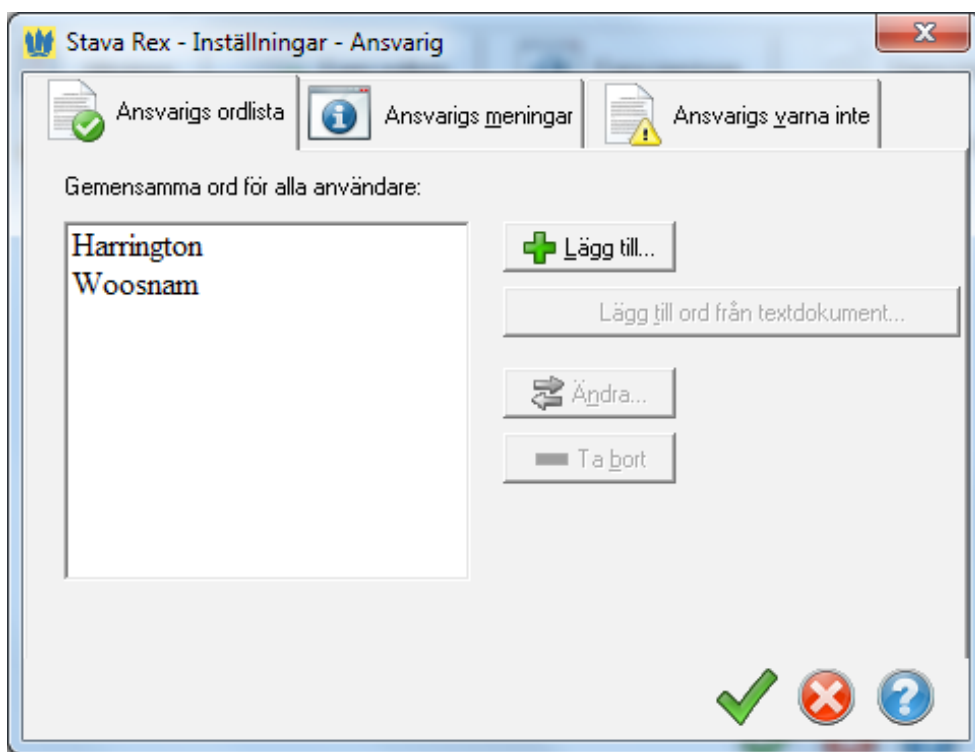 Stava Rex - Inställningar - Ansvarig
Ansvarigs ordlista
Ansvarigs meningar
Ansvarigs varna inte
Gemensamma ord för alla användare:
Harrington
Woosnam
Lägg till...
Lägg till ord från textdokument...
Ändra...
Ta bort